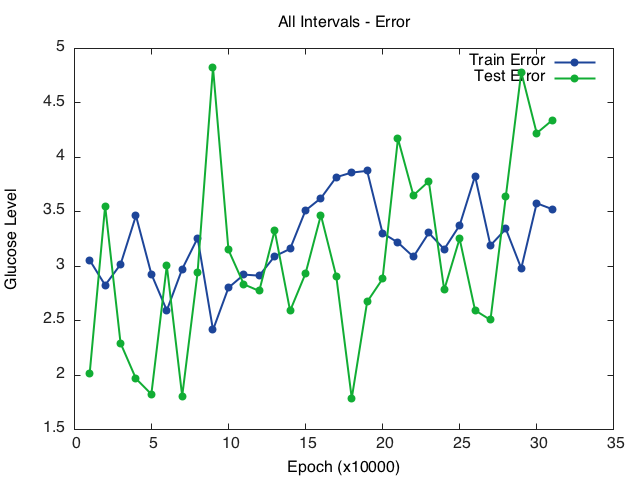 All Intervals - Error
Train Error
Test Error
5
4.5
4
3.5
3
2.5
2
1.5
Glucose Level
0 5 10 15 20 25 30 35
Epoch (x10000)